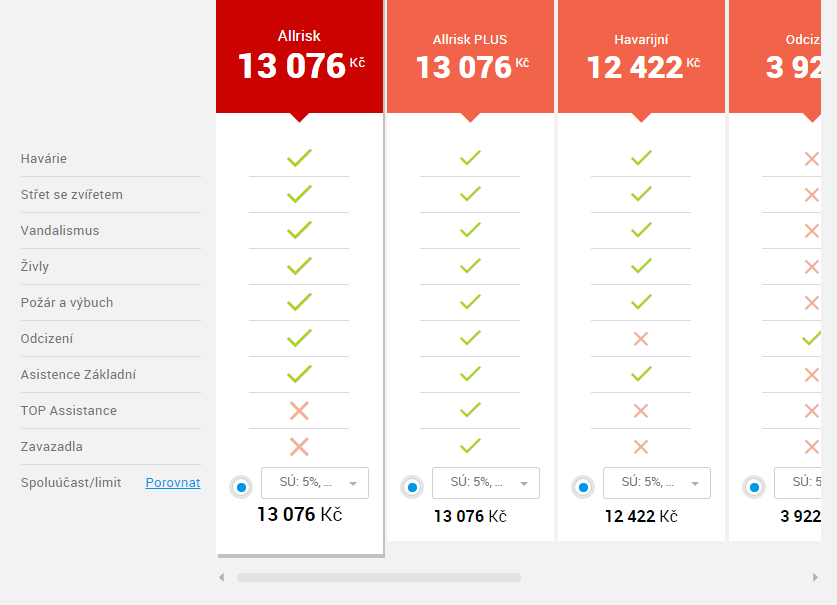 Allrisk
13 076 Kč
Allrisk PLUS
13 076 Kč
Havarijní
12 422 Kč
Odciz
3 92
Havárie
Střet se zvířetem
Vandalismus
Živly
Požár a výbuch
Odcizení
Asistence Základní
TOP Assistance
Zavazadla
Spoluúčast/limit Porovnat
SÚ: 5%, ...
13 076 Kč
SÚ: 5%, ...
13 076 Kč
SÚ: 5%, ...
12 422 Kč
SÚ: 5
3 922